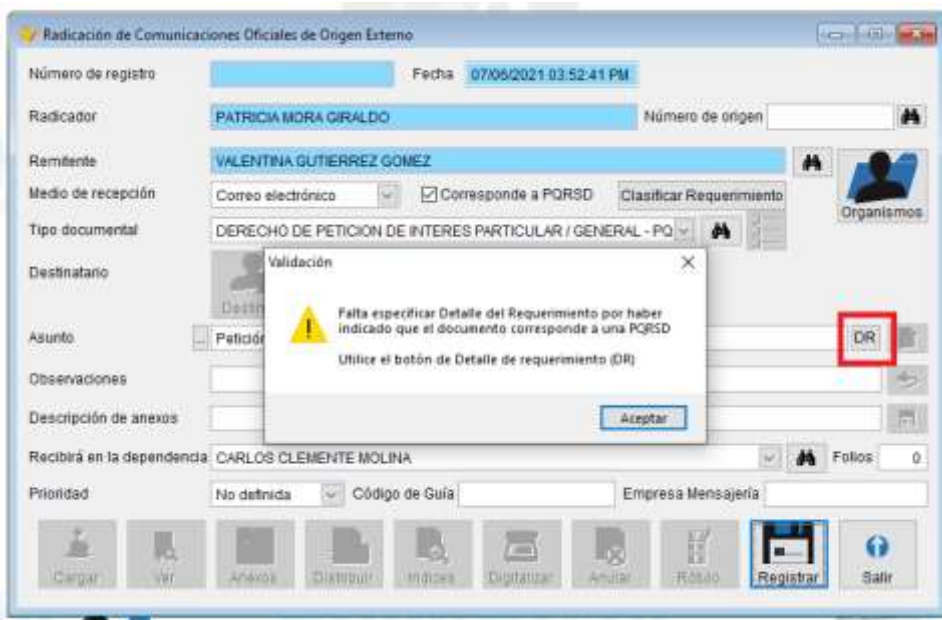 Radicación de Comunicaciones Oficiales de Origen Externo
Número de registro Fecha 07/06/2021 03:52:41 PM
Radicador PATRICIA MORA GIRALDO Número de origen
Remitente VALENTINA GUTIERREZ GOMEZ
Medio de recepción Correo electrónico Corresponde a PQRSD Clasificar Requerimiento
Organismos
Tipo documental DERECHO DE PETICION DE INTERES PARTICULAR / GENERAL - PQ
Destinatario Destin
Validación
Falta especificar Detalle del Requerimiento por haber
indicado que el documento corresponde a una PQRSD
Utilice el botón de Detalle de requerimiento (DR)
Aceptar
Asunto ... Petición DR
Observaciones
Descripción de anexos
Recibirá en la dependencia CARLOS CLEMENTE MOLINA Folios 0
Prioridad No definida Código de Guía Empresa Mensajería
Cargar Ver Anexos Distribuir Indices Digitalizar Anular Rótulo Registrar Salir